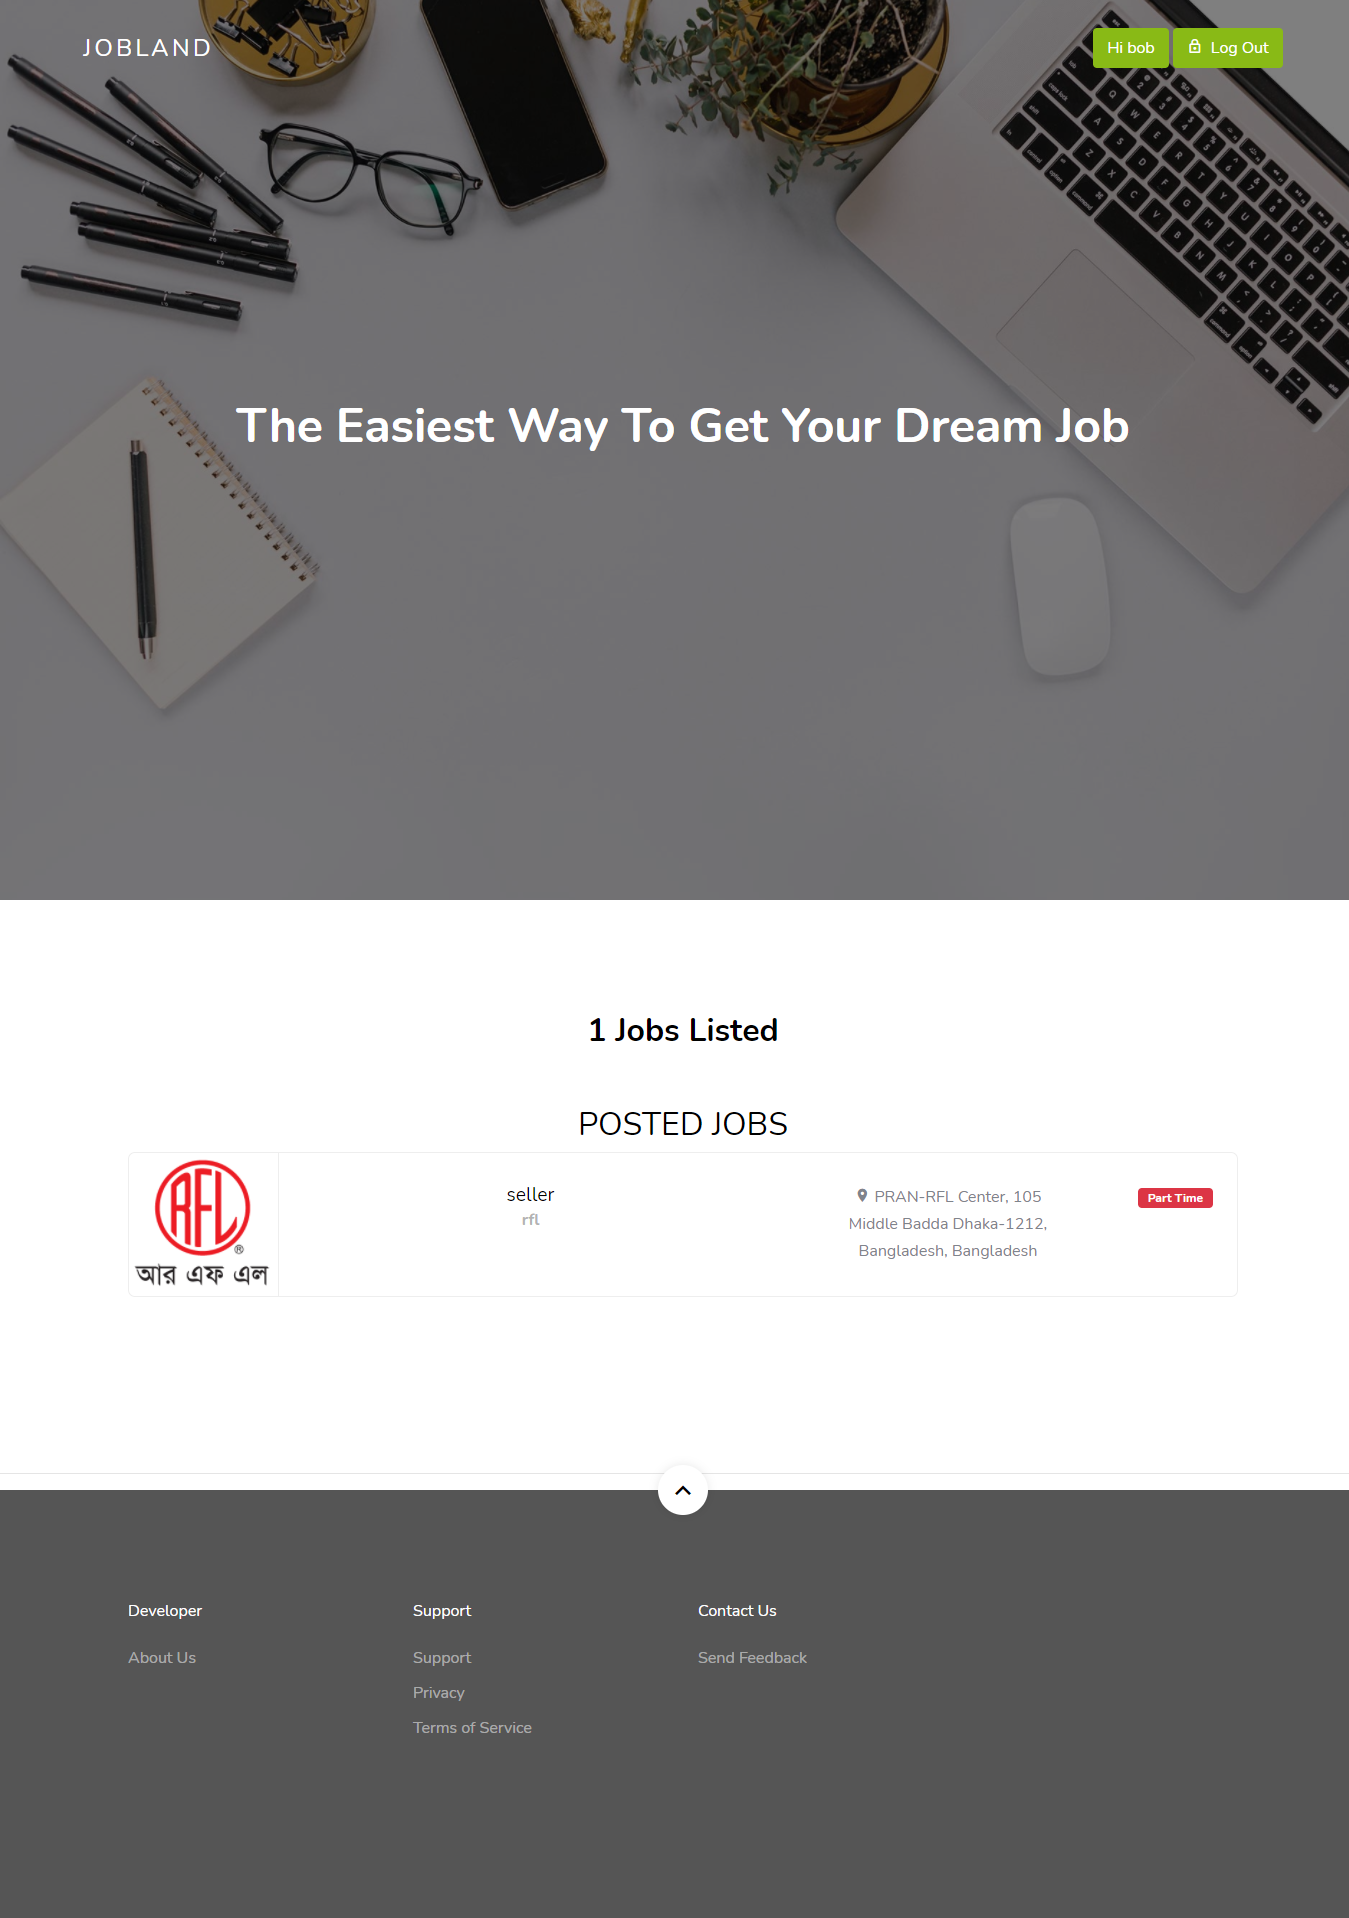 JOBLAND
Hi bob
Log Out
The Easiest Way To Get Your Dream Job
1 Jobs Listed
POSTED JOBS
RFL
®
আর এফ এল
seller
rfl
PRAN-RFL Center, 105
Middle Badda Dhaka-1212,
Bangladesh, Bangladesh
Part Time
Developer
Support
Contact Us
About Us
Support
Send Feedback
Privacy
Terms of Service